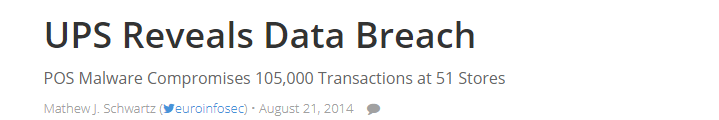 UPS Reveals Data Breach
POS Malware Compromises 105,000 Transactions at 51 Stores
Mathew J. Schwartz (euroinfosec) • August 21, 2014